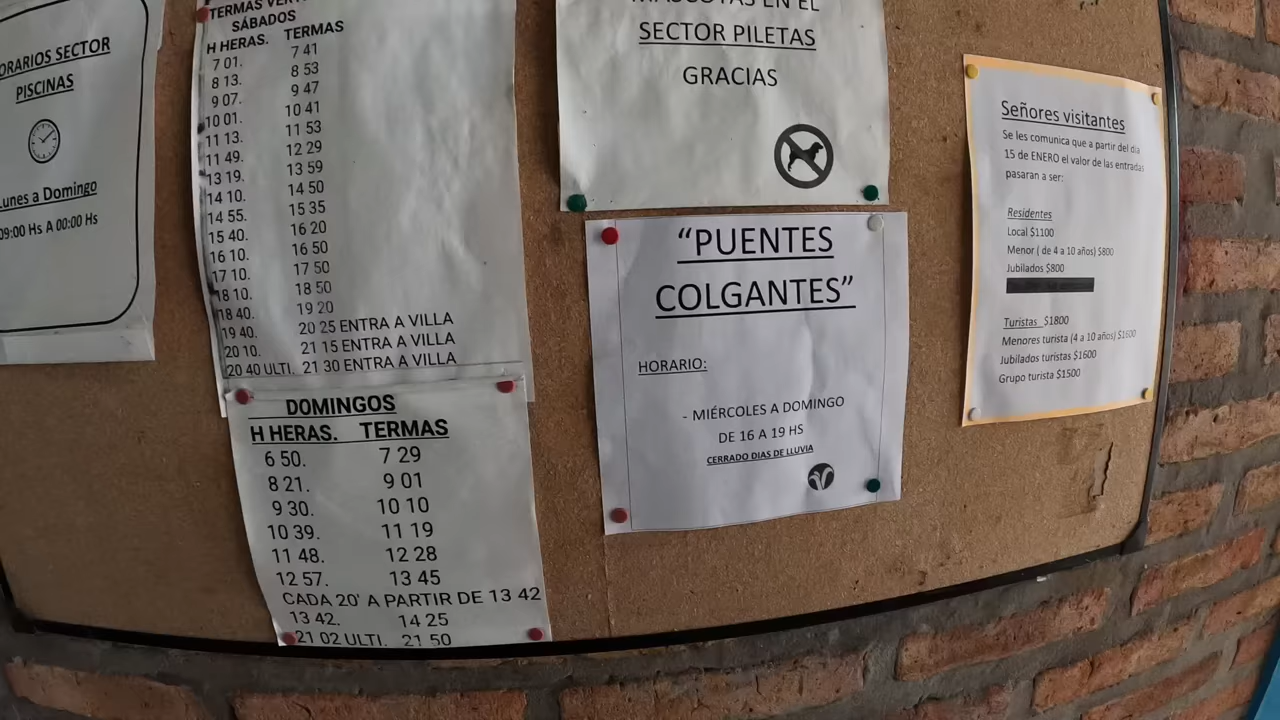 HORARIOS SECTOR
PISCINAS
Lunes a Domingo
09:00 Hs A 00:00 Hs
TERMAS
SÁBADOS
H HERAS. TERMAS
7 01. 7 41
8 13. 8 53
9 07. 9 47
10 01. 10 41
11 13. 11 53
11 49. 12 29
13 19. 13 59
14 10. 14 50
14 55. 15 35
15 40. 16 20
16 10. 16 50
17 10. 17 50
18 10. 18 50
18 40. 19 20
19 40. 20 25 ENTRA A VILLA
20 10. 21 15 ENTRA A VILLA
20 40 ULTI. 21 30 ENTRA A VILLA
DOMINGOS
H HERAS. TERMAS
6 50. 7 29
8 21. 9 01
9 30. 10 10
10 39. 11 19
11 48. 12 28
12 57. 13 45
CADA 20' A PARTIR DE 13 42
13 42. 14 25
21 02 ULTI. 21 50
MASCOTAS EN EL
SECTOR PILETAS
GRACIAS
“PUENTES
COLGANTES”
HORARIO:
- MIÉRCOLES A DOMINGO
DE 16 A 19 HS
CERRADO DIAS DE LLUVIA
Señores visitantes
Se les comunica que a partir del dia
15 de ENERO el valor de las entradas
pasaran a ser:
Residentes
Local $1100
Menor ( de 4 a 10 años) $800
Jubilados $800
Turistas $1800
Menores turista (4 a 10 años) $1600
Jubilados turistas $1600
Grupo turista $1500